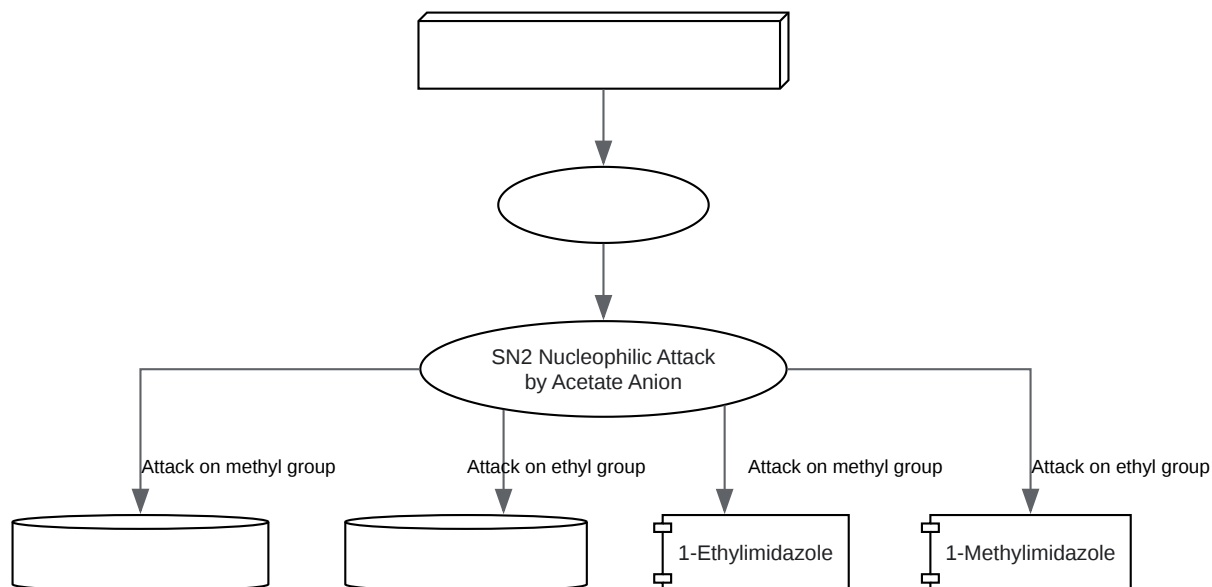 SN2 Nucleophilic Attack
by Acetate Anion
Attack on methyl group
Attack on ethyl group
Attack on methyl group
Attack on ethyl group
1-Ethylimidazole
1-Methylimidazole